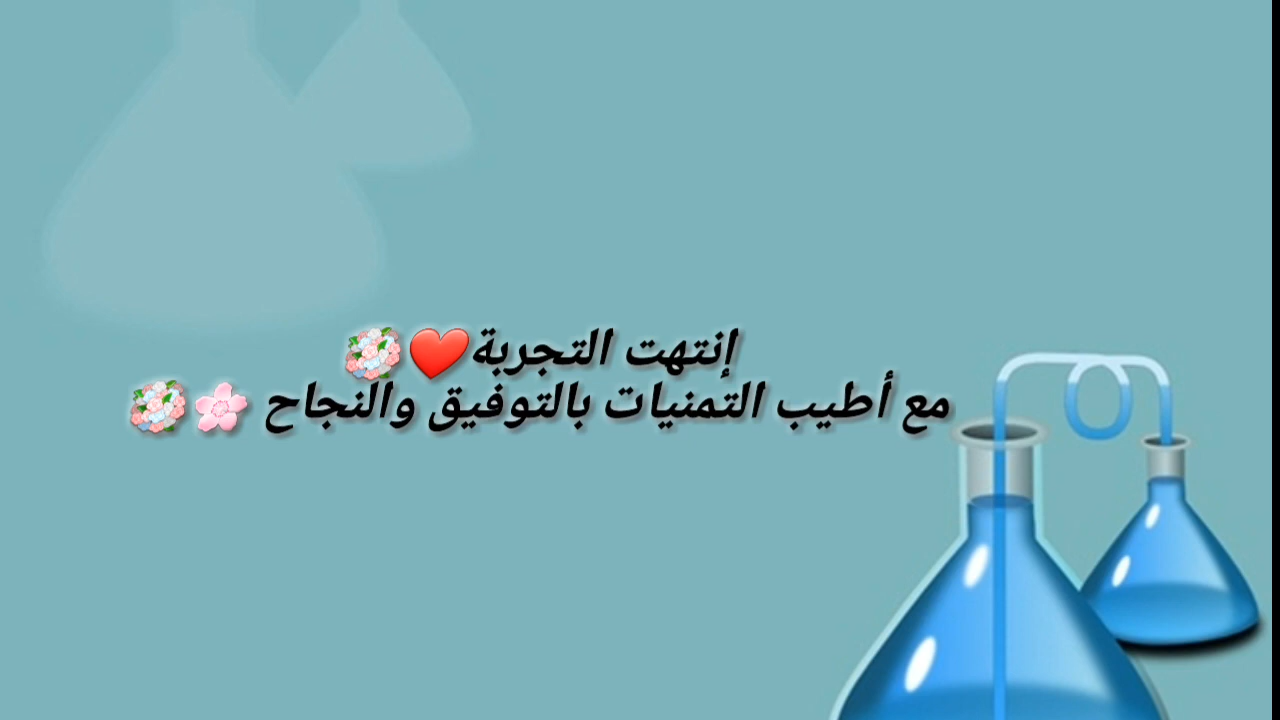 إنتهت التجربة❤️💐
مع أطيب التمنيات بالتوفيق والنجاح 🌸💐